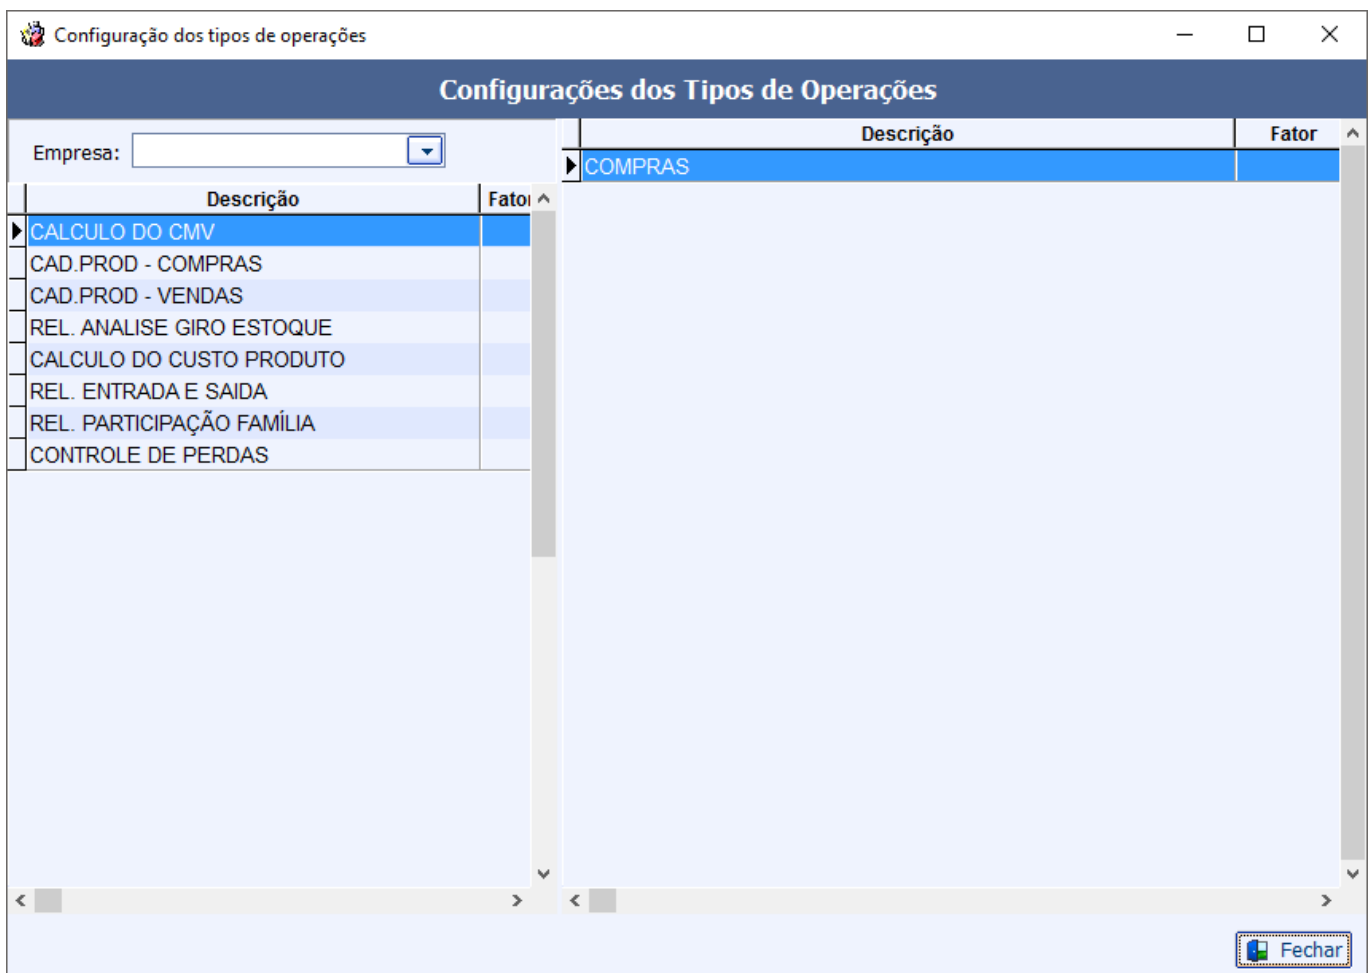 Configuração dos tipos de operações
Configurações dos Tipos de Operações
Empresa:
Descrição Fator
CALCULO DO CMV
CAD.PROD - COMPRAS
CAD.PROD - VENDAS
REL. ANALISE GIRO ESTOQUE
CALCULO DO CUSTO PRODUTO
REL. ENTRADA E SAIDA
REL. PARTICIPAÇÃO FAMÍLIA
CONTROLE DE PERDAS
Descrição Fator
COMPRAS
Fechar